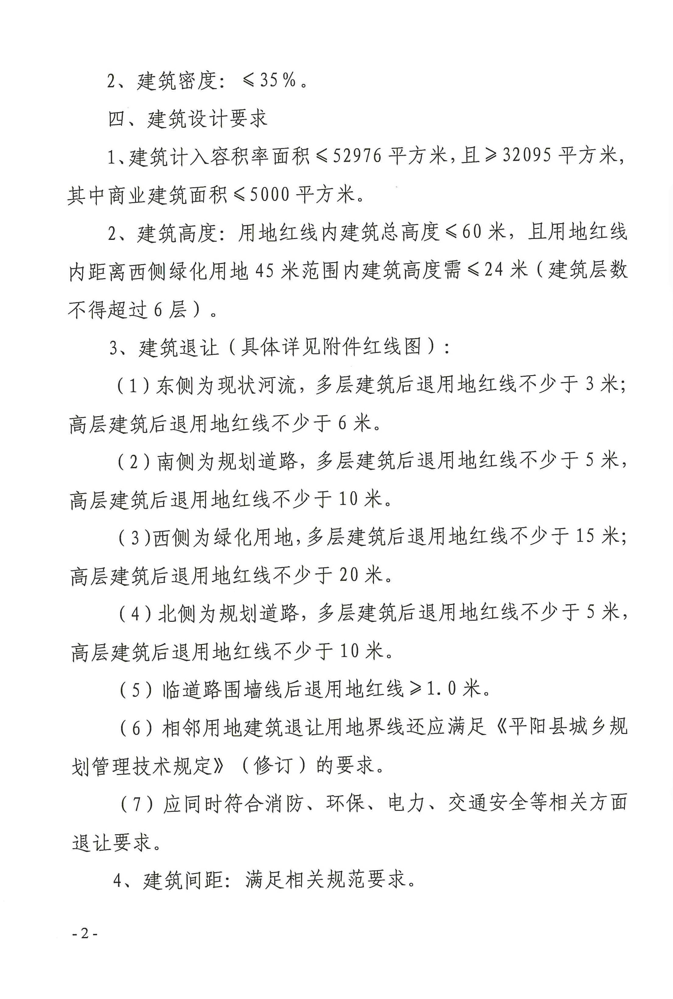 2、建筑密度：≤35%。
四、建筑设计要求
1、建筑计入容积率面积≤52976平方米,且≥32095平方米,
其中商业建筑面积≤5000平方米。
2、建筑高度：用地红线内建筑总高度≤60米，且用地红线
内距离西侧绿化用地45米范围内建筑高度需≤24米（建筑层数
不得超过6层）。
3、建筑退让（具体详见附件红线图）：
（1）东侧为现状河流，多层建筑后退用地红线不少于3米；
高层建筑后退用地红线不少于6米。
（2）南侧为规划道路，多层建筑后退用地红线不少于5米，
高层建筑后退用地红线不少于10米。
（3)西侧为绿化用地,多层建筑后退用地红线不少于15米；
高层建筑后退用地红线不少于20米。
（4）北侧为规划道路，多层建筑后退用地红线不少于5米，
高层建筑后退用地红线不少于10米。
（5）临道路围墙线后退用地红线≥1.0米。
（6）相邻用地建筑退让用地界线还应满足《平阳县城乡规
划管理技术规定》（修订）的要求。
（7）应同时符合消防、环保、电力、交通安全等相关方面
退让要求。
4、建筑间距：满足相关规范要求。
-2-